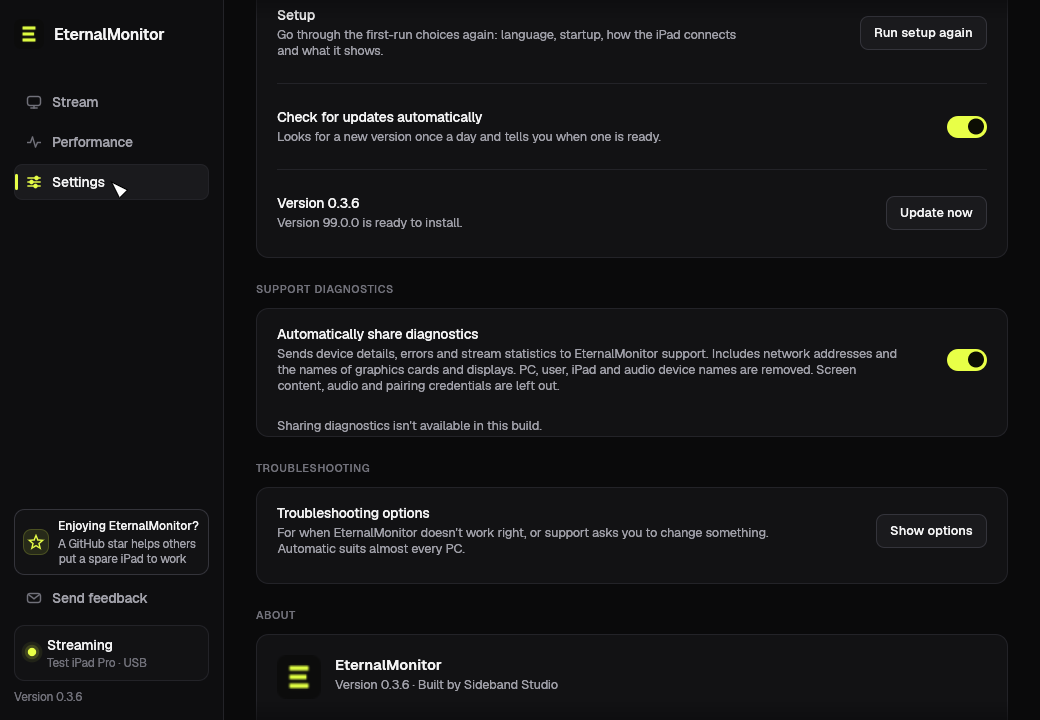 EternalMonitor
Stream
Performance
Settings
Enjoying EternalMonitor?
A GitHub star helps others
put a spare iPad to work
Send feedback
Streaming
Test iPad Pro · USB
Version 0.3.6
Setup
Go through the first-run choices again: language, startup, how the iPad connects
and what it shows.
Run setup again
Check for updates automatically
Looks for a new version once a day and tells you when one is ready.
Version 0.3.6
Version 99.0.0 is ready to install.
Update now
SUPPORT DIAGNOSTICS
Automatically share diagnostics
Sends device details, errors and stream statistics to EternalMonitor support. Includes network addresses and
the names of graphics cards and displays. PC, user, iPad and audio device names are removed. Screen
content, audio and pairing credentials are left out.
Sharing diagnostics isn't available in this build.
TROUBLESHOOTING
Troubleshooting options
For when EternalMonitor doesn't work right, or support asks you to change something.
Automatic suits almost every PC.
Show options
ABOUT
EternalMonitor
Version 0.3.6 · Built by Sideband Studio